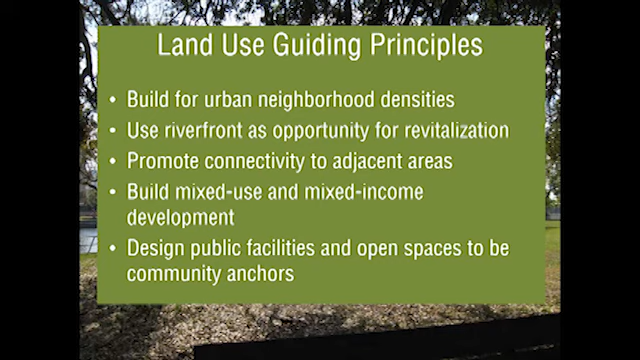 Land Use Guiding Principles
• Build for urban neighborhood densities
• Use riverfront as opportunity for revitalization
• Promote connectivity to adjacent areas
• Build mixed-use and mixed-income
development
• Design public facilities and open spaces to be
community anchors